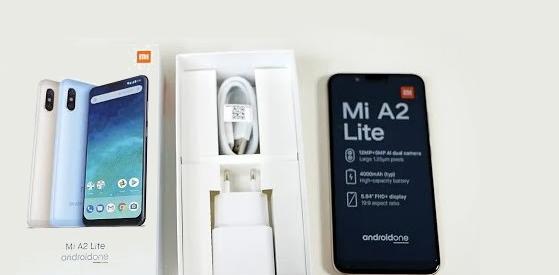 mi
Mi A2 Lite
androidone
mi
Mi A2
Lite
12MP+5MP AI dual camera
Large 1.25μm pixels
4000mAh (typ)
High-capacity battery
5.84" FHD+ display
19:9 aspect ratio
androidone